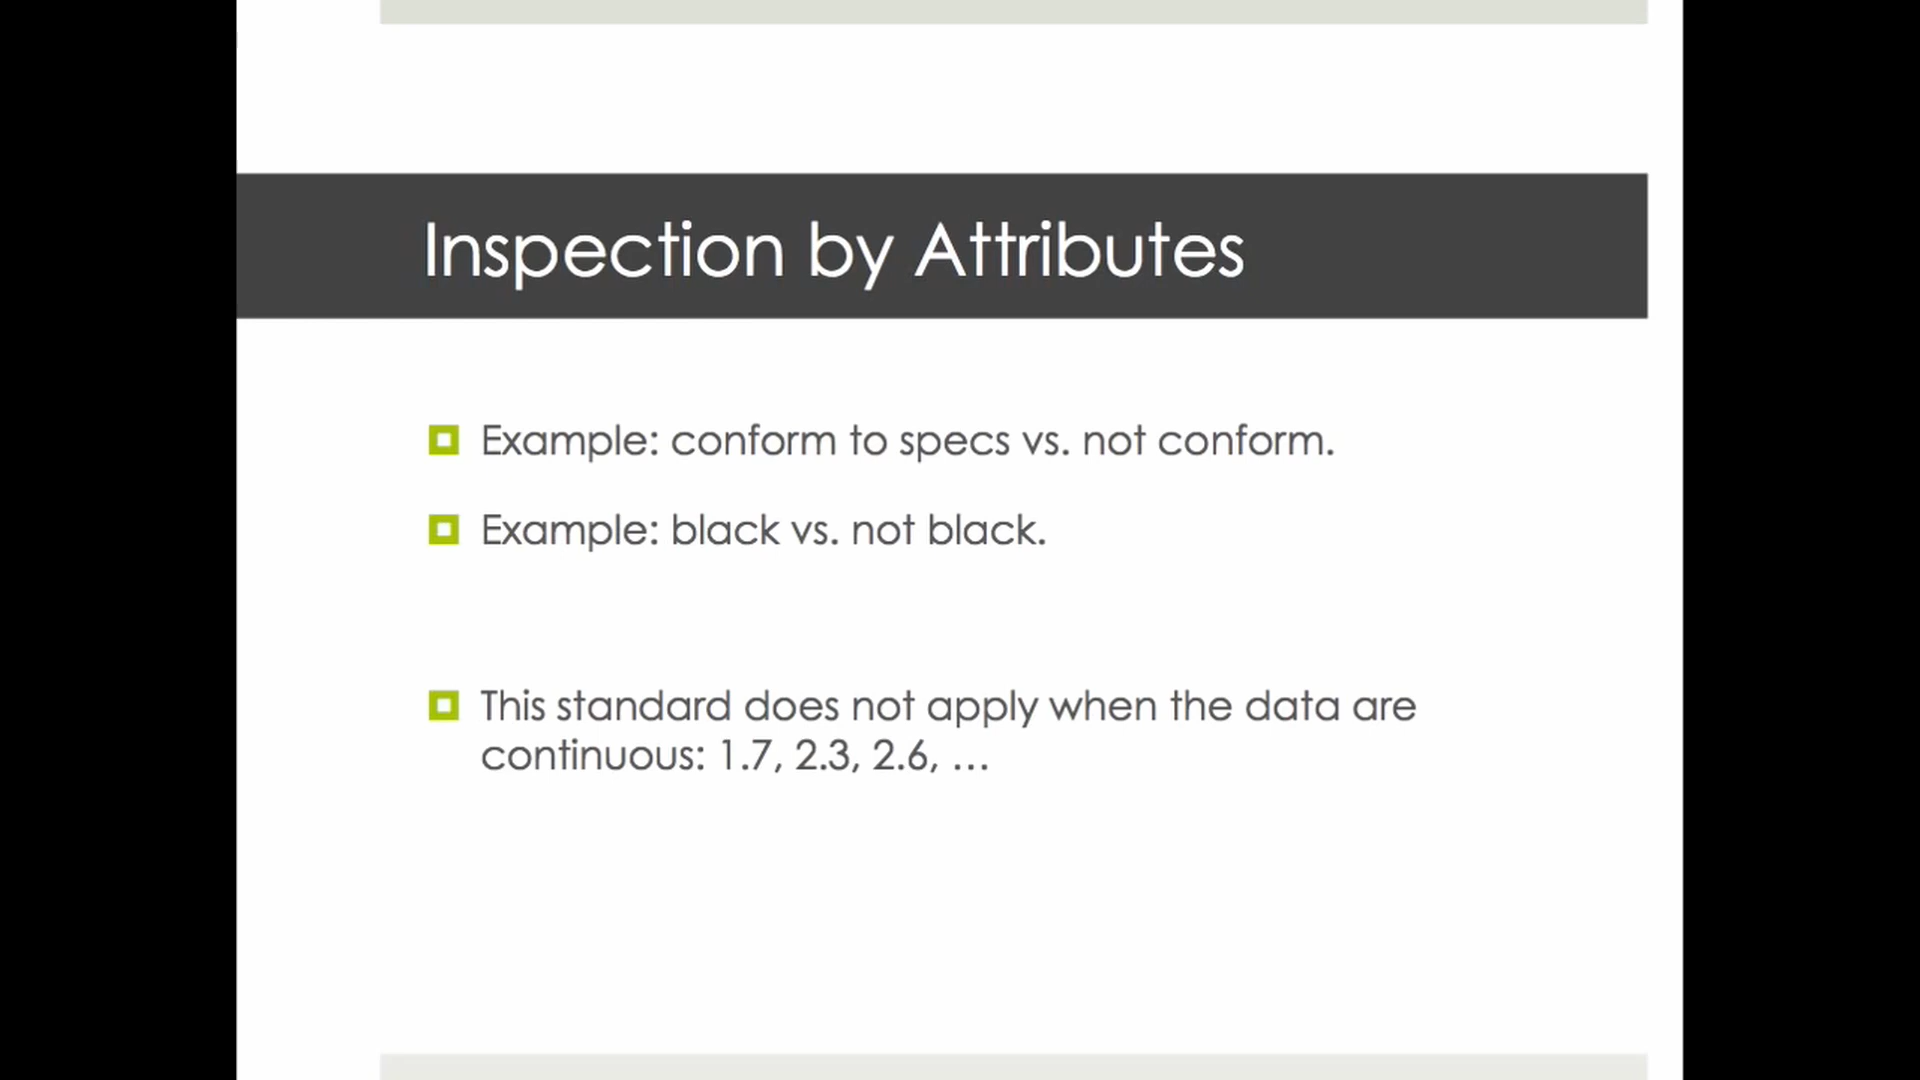 Inspection by Attributes
Example: conform to specs vs. not conform.
Example: black vs. not black.
This standard does not apply when the data are
continuous: 1.7, 2.3, 2.6, …